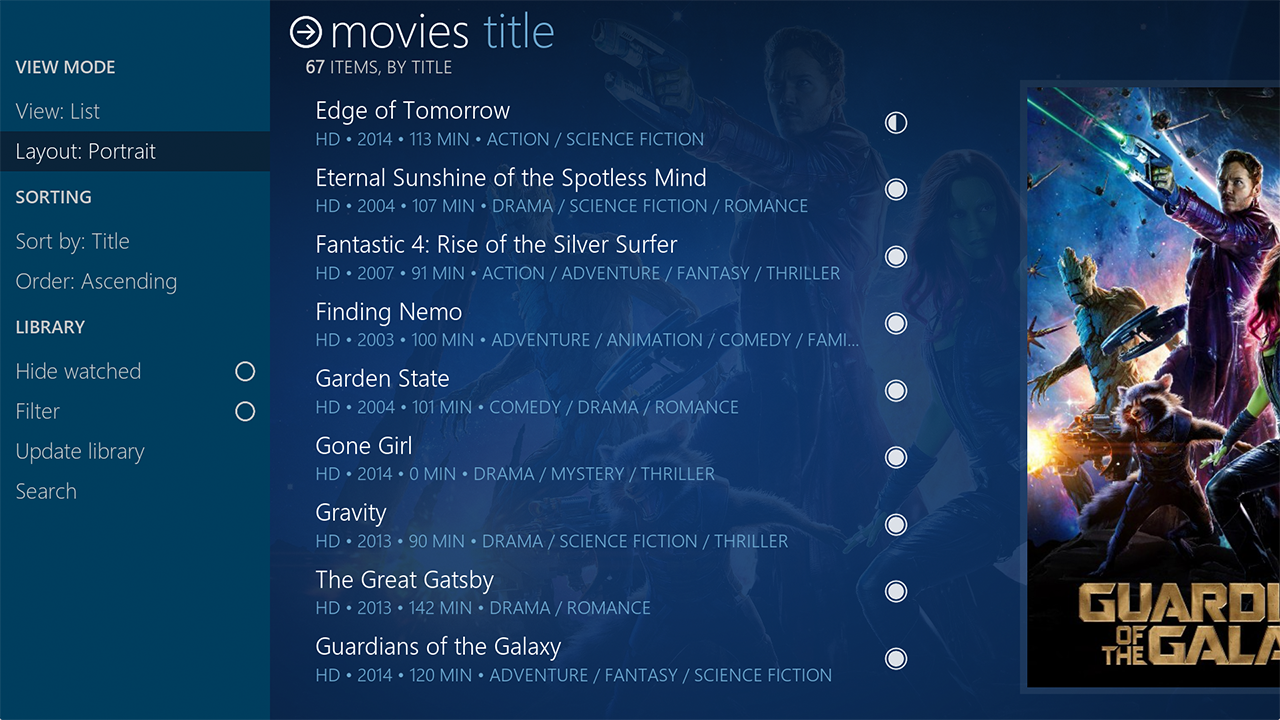 VIEW MODE
View: List
Layout: Portrait
SORTING
Sort by: Title
Order: Ascending
LIBRARY
Hide watched
Filter
Update library
Search
movies title
67 ITEMS, BY TITLE
Edge of Tomorrow
HD • 2014 • 113 MIN • ACTION / SCIENCE FICTION
Eternal Sunshine of the Spotless Mind
HD • 2004 • 107 MIN • DRAMA / SCIENCE FICTION / ROMANCE
Fantastic 4: Rise of the Silver Surfer
HD • 2007 • 91 MIN • ACTION / ADVENTURE / FANTASY / THRILLER
Finding Nemo
HD • 2003 • 100 MIN • ADVENTURE / ANIMATION / COMEDY / FAMI...
Garden State
HD • 2004 • 101 MIN • COMEDY / DRAMA / ROMANCE
Gone Girl
HD • 2014 • 0 MIN • DRAMA / MYSTERY / THRILLER
Gravity
HD • 2013 • 90 MIN • DRAMA / SCIENCE FICTION / THRILLER
The Great Gatsby
HD • 2013 • 142 MIN • DRAMA / ROMANCE
Guardians of the Galaxy
HD • 2014 • 120 MIN • ADVENTURE / FANTASY / SCIENCE FICTION
GUARDI
OF
THE GALA